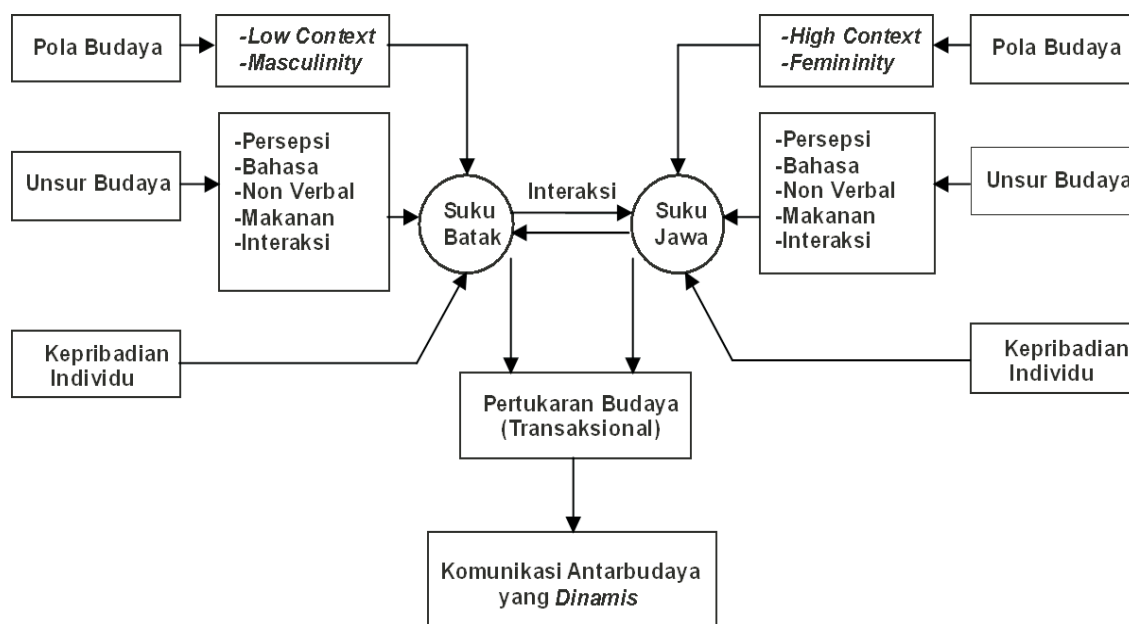 Pola Budaya
-Low Context
-Masculinity
-High Context
-Femininity
Pola Budaya
Unsur Budaya
-Persepsi
-Bahasa
-Non Verbal
-Makanan
-Interaksi
Suku
Batak
Interaksi
Suku
Jawa
-Persepsi
-Bahasa
-Non Verbal
-Makanan
-Interaksi
Unsur Budaya
Kepribadian
Individu
Kepribadian
Individu
Pertukaran Budaya
(Transaksional)
Komunikasi Antarbudaya
yang Dinamis